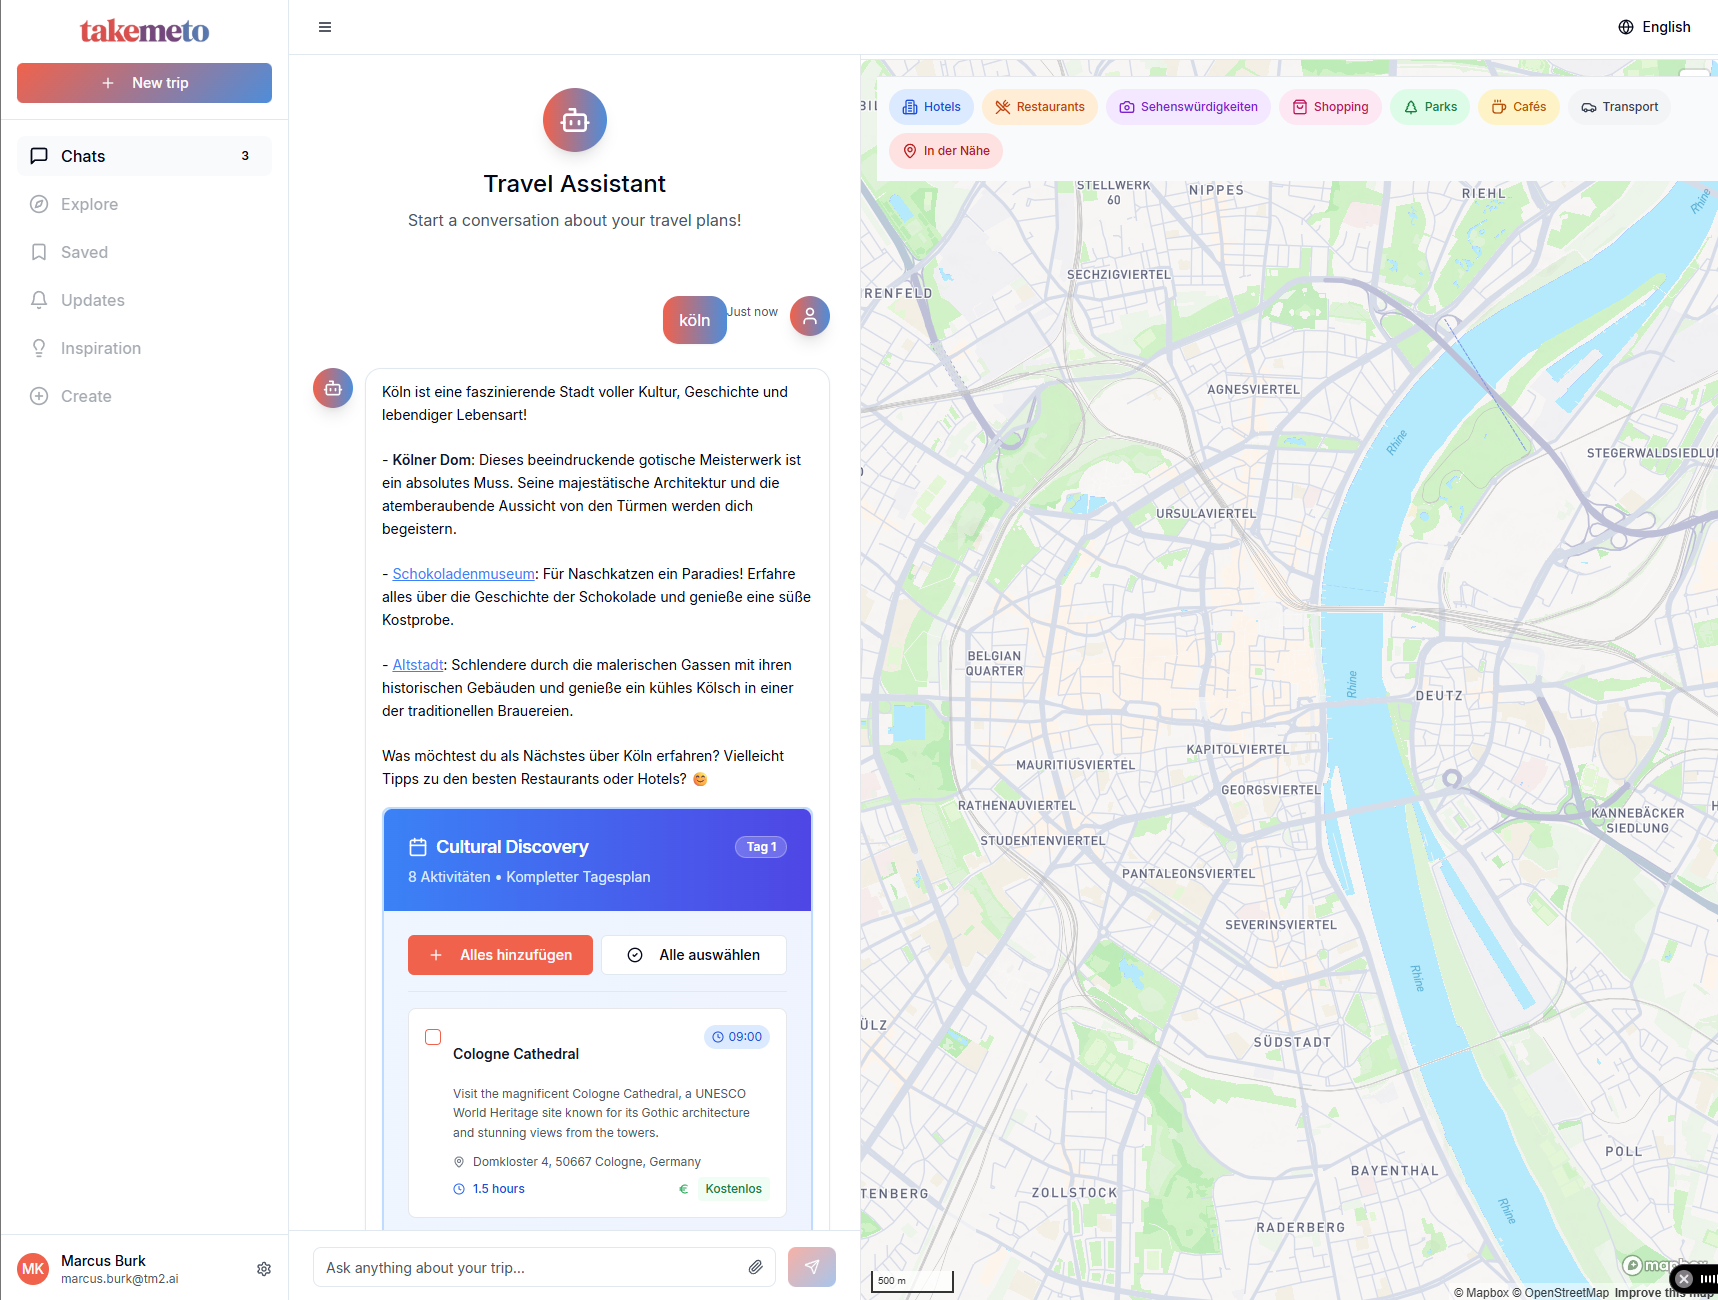 takemeto
New trip
Chats 3
Explore
Saved
Updates
Inspiration
Create
MK
Marcus Burk
marcus.burk@tm2.ai
English
Travel Assistant
Start a conversation about your travel plans!
köln
Just now
Köln ist eine faszinierende Stadt voller Kultur, Geschichte und
lebendiger Lebensart!
- Kölner Dom: Dieses beeindruckende gotische Meisterwerk ist
ein absolutes Muss. Seine majestätische Architektur und die
atemberaubende Aussicht von den Türmen werden dich
begeistern.
- Schokoladenmuseum: Für Naschkatzen ein Paradies! Erfahre
alles über die Geschichte der Schokolade und genieße eine süße
Kostprobe.
- Altstadt: Schlendere durch die malerischen Gassen mit ihren
historischen Gebäuden und genieße ein kühles Kölsch in einer
der traditionellen Brauereien.
Was möchtest du als Nächstes über Köln erfahren? Vielleicht
Tipps zu den besten Restaurants oder Hotels? 😊
Cultural Discovery
Tag 1
8 Aktivitäten • Kompletter Tagesplan
Alles hinzufügen
Alle auswählen
09:00
Cologne Cathedral
Visit the magnificent Cologne Cathedral, a UNESCO
World Heritage site known for its Gothic architecture
and stunning views from the towers.
Domkloster 4, 50667 Cologne, Germany
1.5 hours
€ Kostenlos
Ask anything about your trip...
Hotels
Restaurants
Sehenswürdigkeiten
Shopping
Parks
Cafés
Transport
In der Nähe
STELLWERK
60
NIPPES
RIEHL
Rhine
SECHZIGVIERTEL
RENFELD
AGNESVIERTEL
Rhine
STEGERWALDSIEDLU
URSULAVIERTEL
BELGIAN
QUARTER
Rhine
DEUTZ
KAPITOLVIERTEL
MAURITIUSVIERTEL
GEORGSVIERTEL
RATHENAUVIERTEL
KANNEBÄCKER
SIEDLUNG
STUDENTENVIERTEL
PANTALEONSVIERTEL
SEVERINSVIERTEL
Rhine
ÜLZ
SÜDSTADT
POLL
BAYENTHAL
TENBERG
ZOLLSTOCK
Rhine
RADERBERG
mapbox
500 m
© Mapbox © OpenStreetMap Improve this map